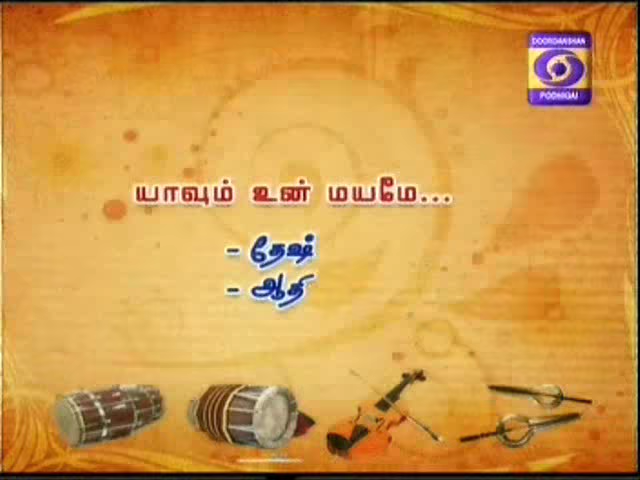 DOORDARSHAN
PODHIGAI
யாவும் உன் மயமே...
- தேஷ்
- ஆதி